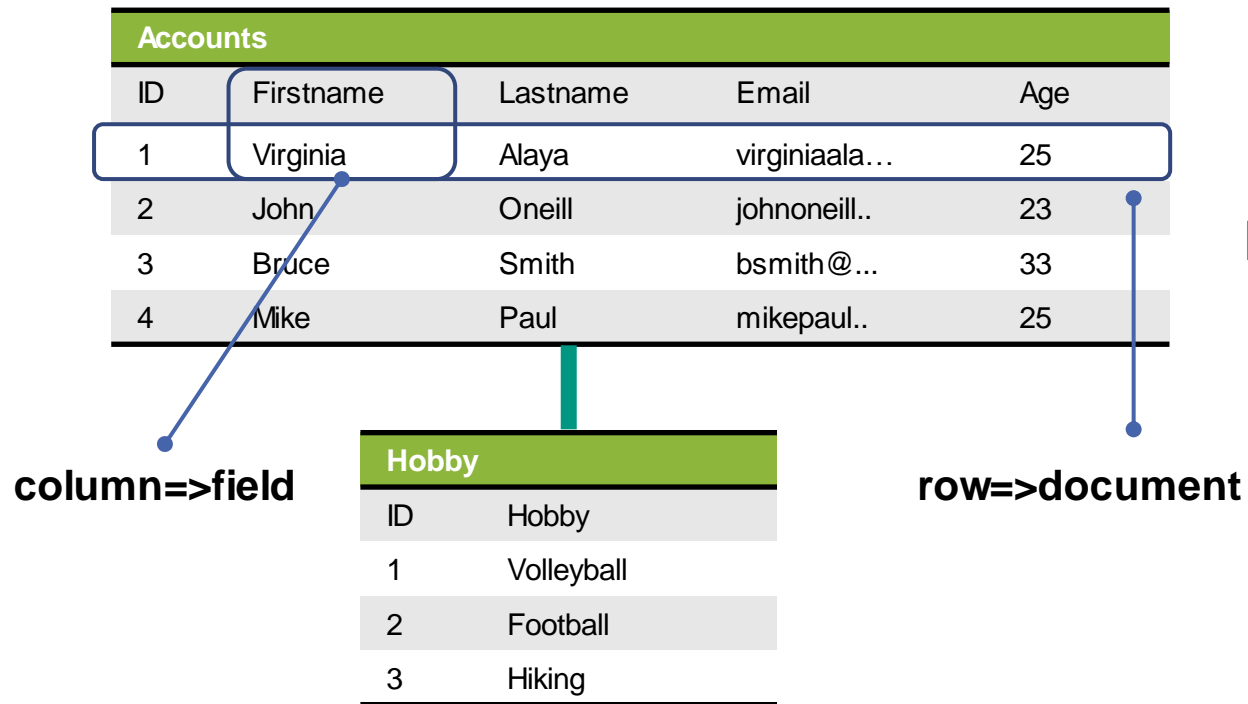 Accounts
ID Firstname Lastname Email Age
1 Virginia Alaya virginiaala… 25
2 John Oneill johnoneill.. 23
3 Bruce Smith bsmith@... 33
4 Mike Paul mikepaul.. 25
column=>field
row=>document
Hobby
ID Hobby
1 Volleyball
2 Football
3 Hiking